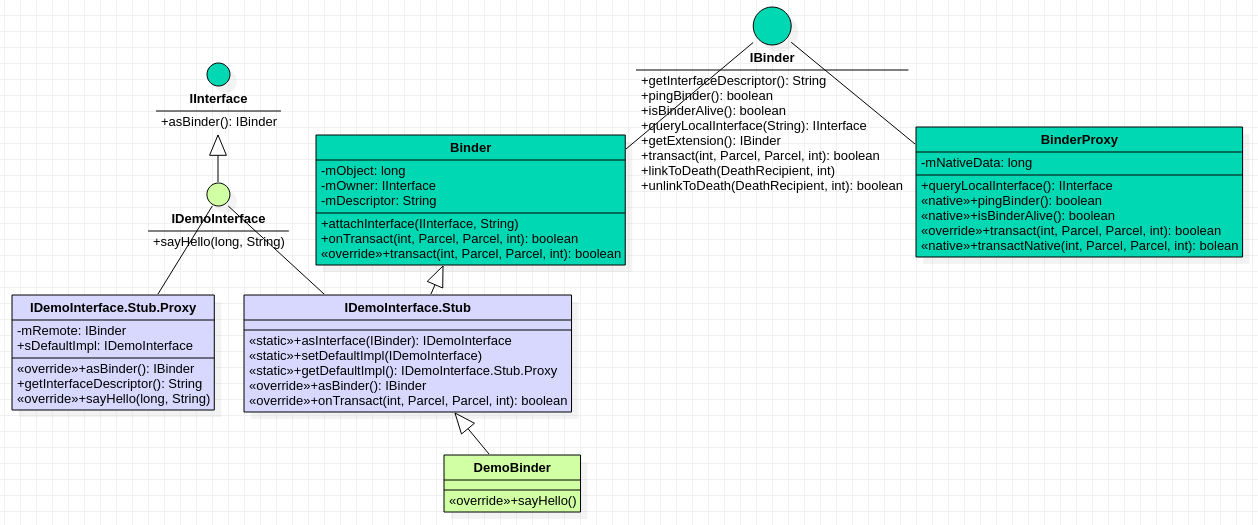 IInterface
+asBinder(): IBinder
IDemoInterface
+sayHello(long, String)
IBinder
+getInterfaceDescriptor(): String
+pingBinder(): boolean
+isBinderAlive(): boolean
+queryLocalInterface(String): IInterface
+getExtension(): IBinder
+transact(int, Parcel, Parcel, int): boolean
+linkToDeath(DeathRecipient, int)
+unlinkToDeath(DeathRecipient, int): boolean
Binder
-mObject: long
-mOwner: IInterface
-mDescriptor: String
+attachInterface(IInterface, String)
+onTransact(int, Parcel, Parcel, int): boolean
«override»+transact(int, Parcel, Parcel, int): boolean
BinderProxy
-mNativeData: long
+queryLocalInterface(): IInterface
«native»+pingBinder(): boolean
«native»+isBinderAlive(): boolean
«override»+transact(int, Parcel, Parcel, int): boolean
«native»+transactNative(int, Parcel, Parcel, int): bolean
IDemoInterface.Stub.Proxy
-mRemote: IBinder
+sDefaultImpl: IDemoInterface
«override»+asBinder(): IBinder
+getInterfaceDescriptor(): String
«override»+sayHello(long, String)
IDemoInterface.Stub
«static»+asInterface(IBinder): IDemoInterface
«static»+setDefaultImpl(IDemoInterface)
«static»+getDefaultImpl(): IDemoInterface.Stub.Proxy
«override»+asBinder(): IBinder
«override»+onTransact(int, Parcel, Parcel, int): boolean
DemoBinder
«override»+sayHello()